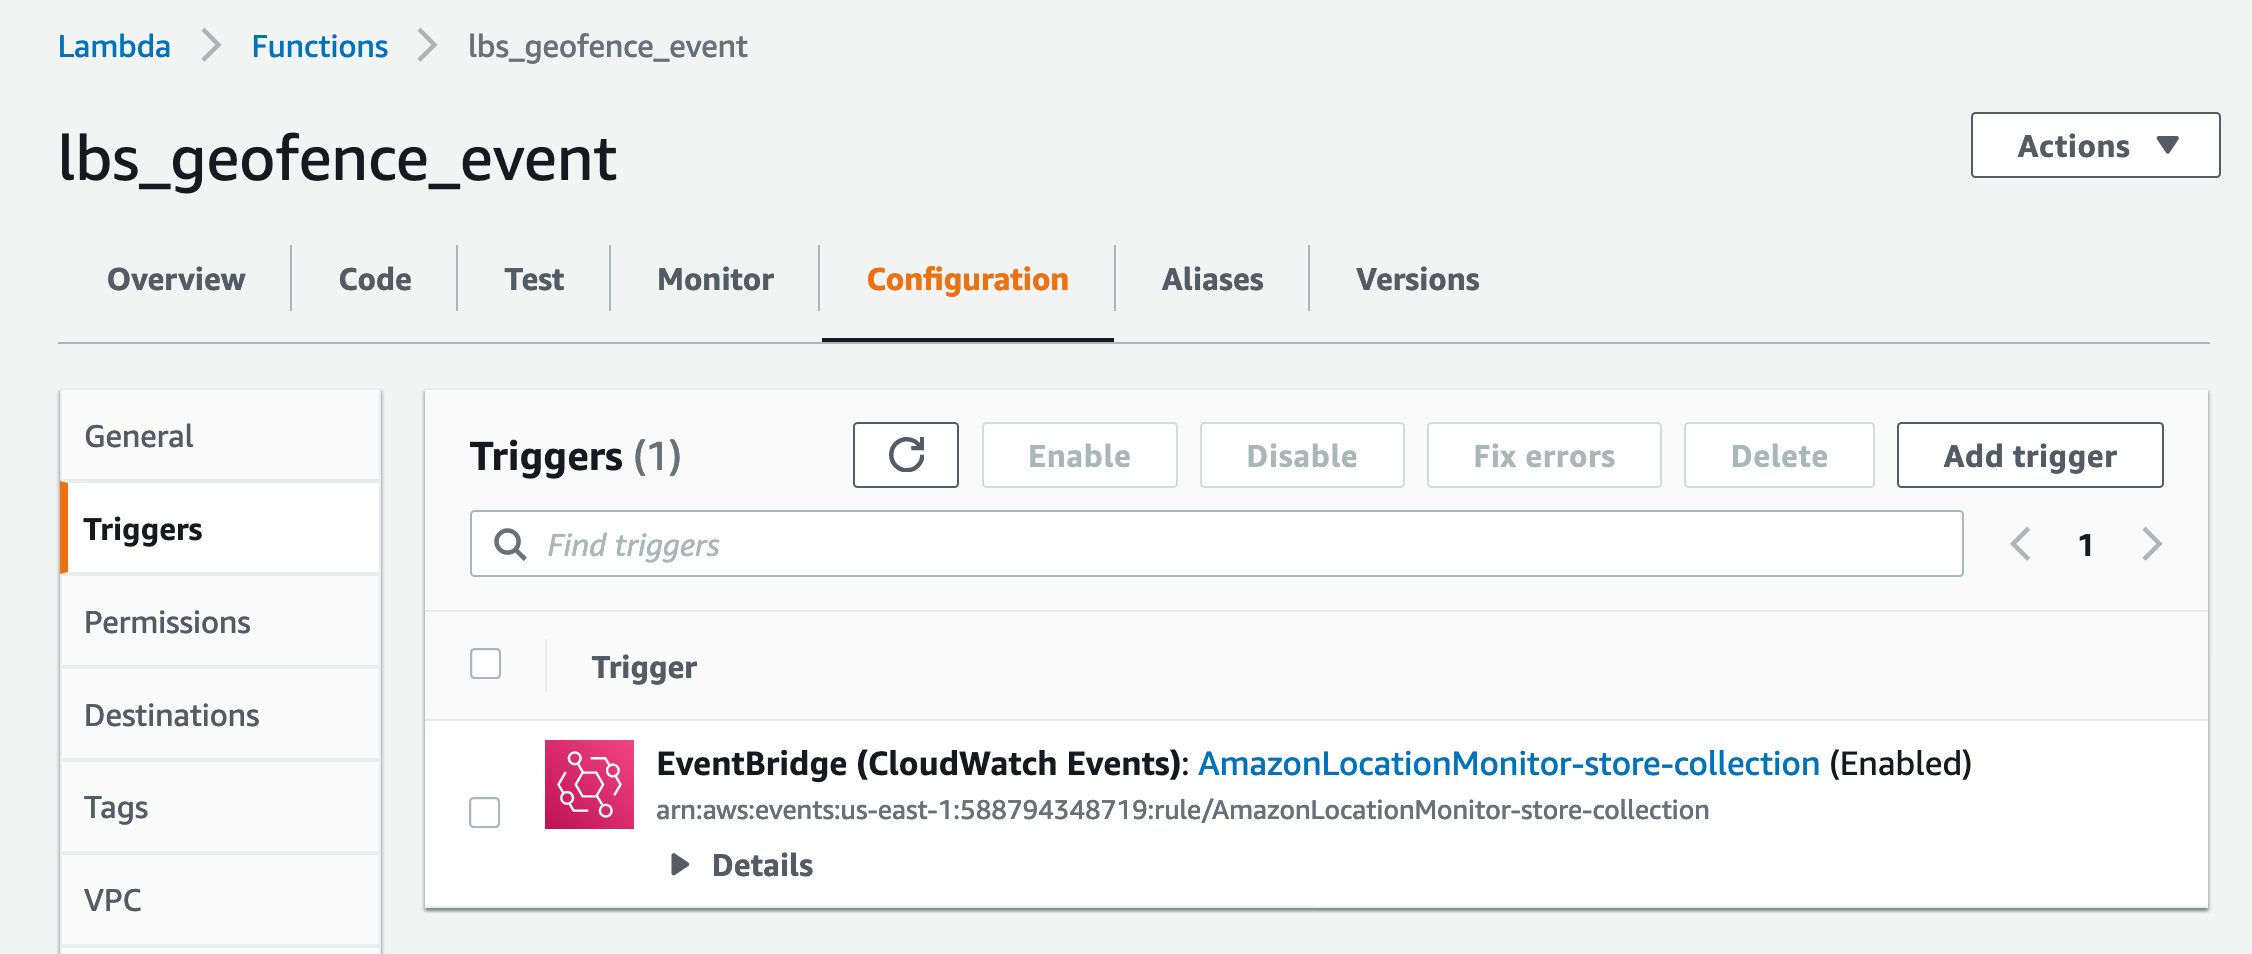 Lambda > Functions > lbs_geofence_event
lbs_geofence_event
Actions ▼
Overview Code Test Monitor Configuration Aliases Versions
General
Triggers
Permissions
Destinations
Tags
VPC
Triggers (1)
Enable Disable Fix errors Delete Add trigger
Find triggers
1
Trigger
EventBridge (CloudWatch Events): AmazonLocationMonitor-store-collection (Enabled)
arn:aws:events:us-east-1:588794348719:rule/AmazonLocationMonitor-store-collection
Details